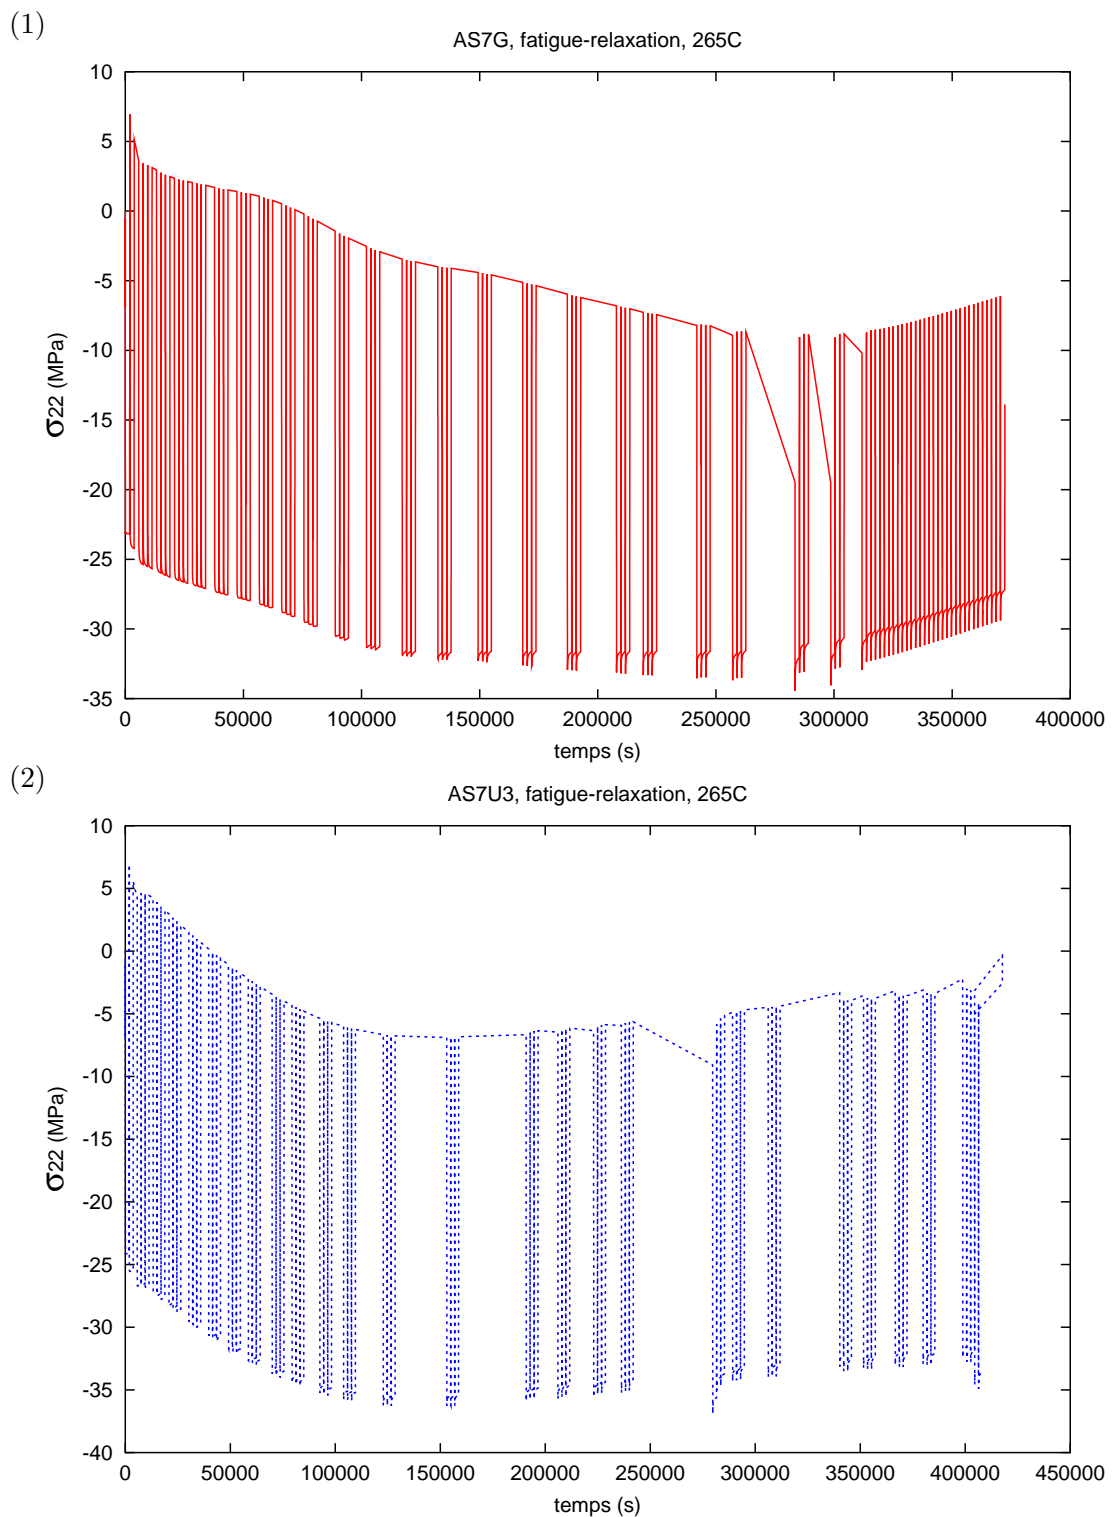 (1)
AS7G, fatigue-relaxation, 265C
10
5
0
-5
-10
-15
-20
-25
-30
-35
σ22 (MPa)
0 50000 100000 150000 200000 250000 300000 350000 400000
temps (s)
(2)
AS7U3, fatigue-relaxation, 265C
10
5
0
-5
-10
-15
-20
-25
-30
-35
-40
σ22 (MPa)
0 50000 100000 150000 200000 250000 300000 350000 400000 450000
temps (s)